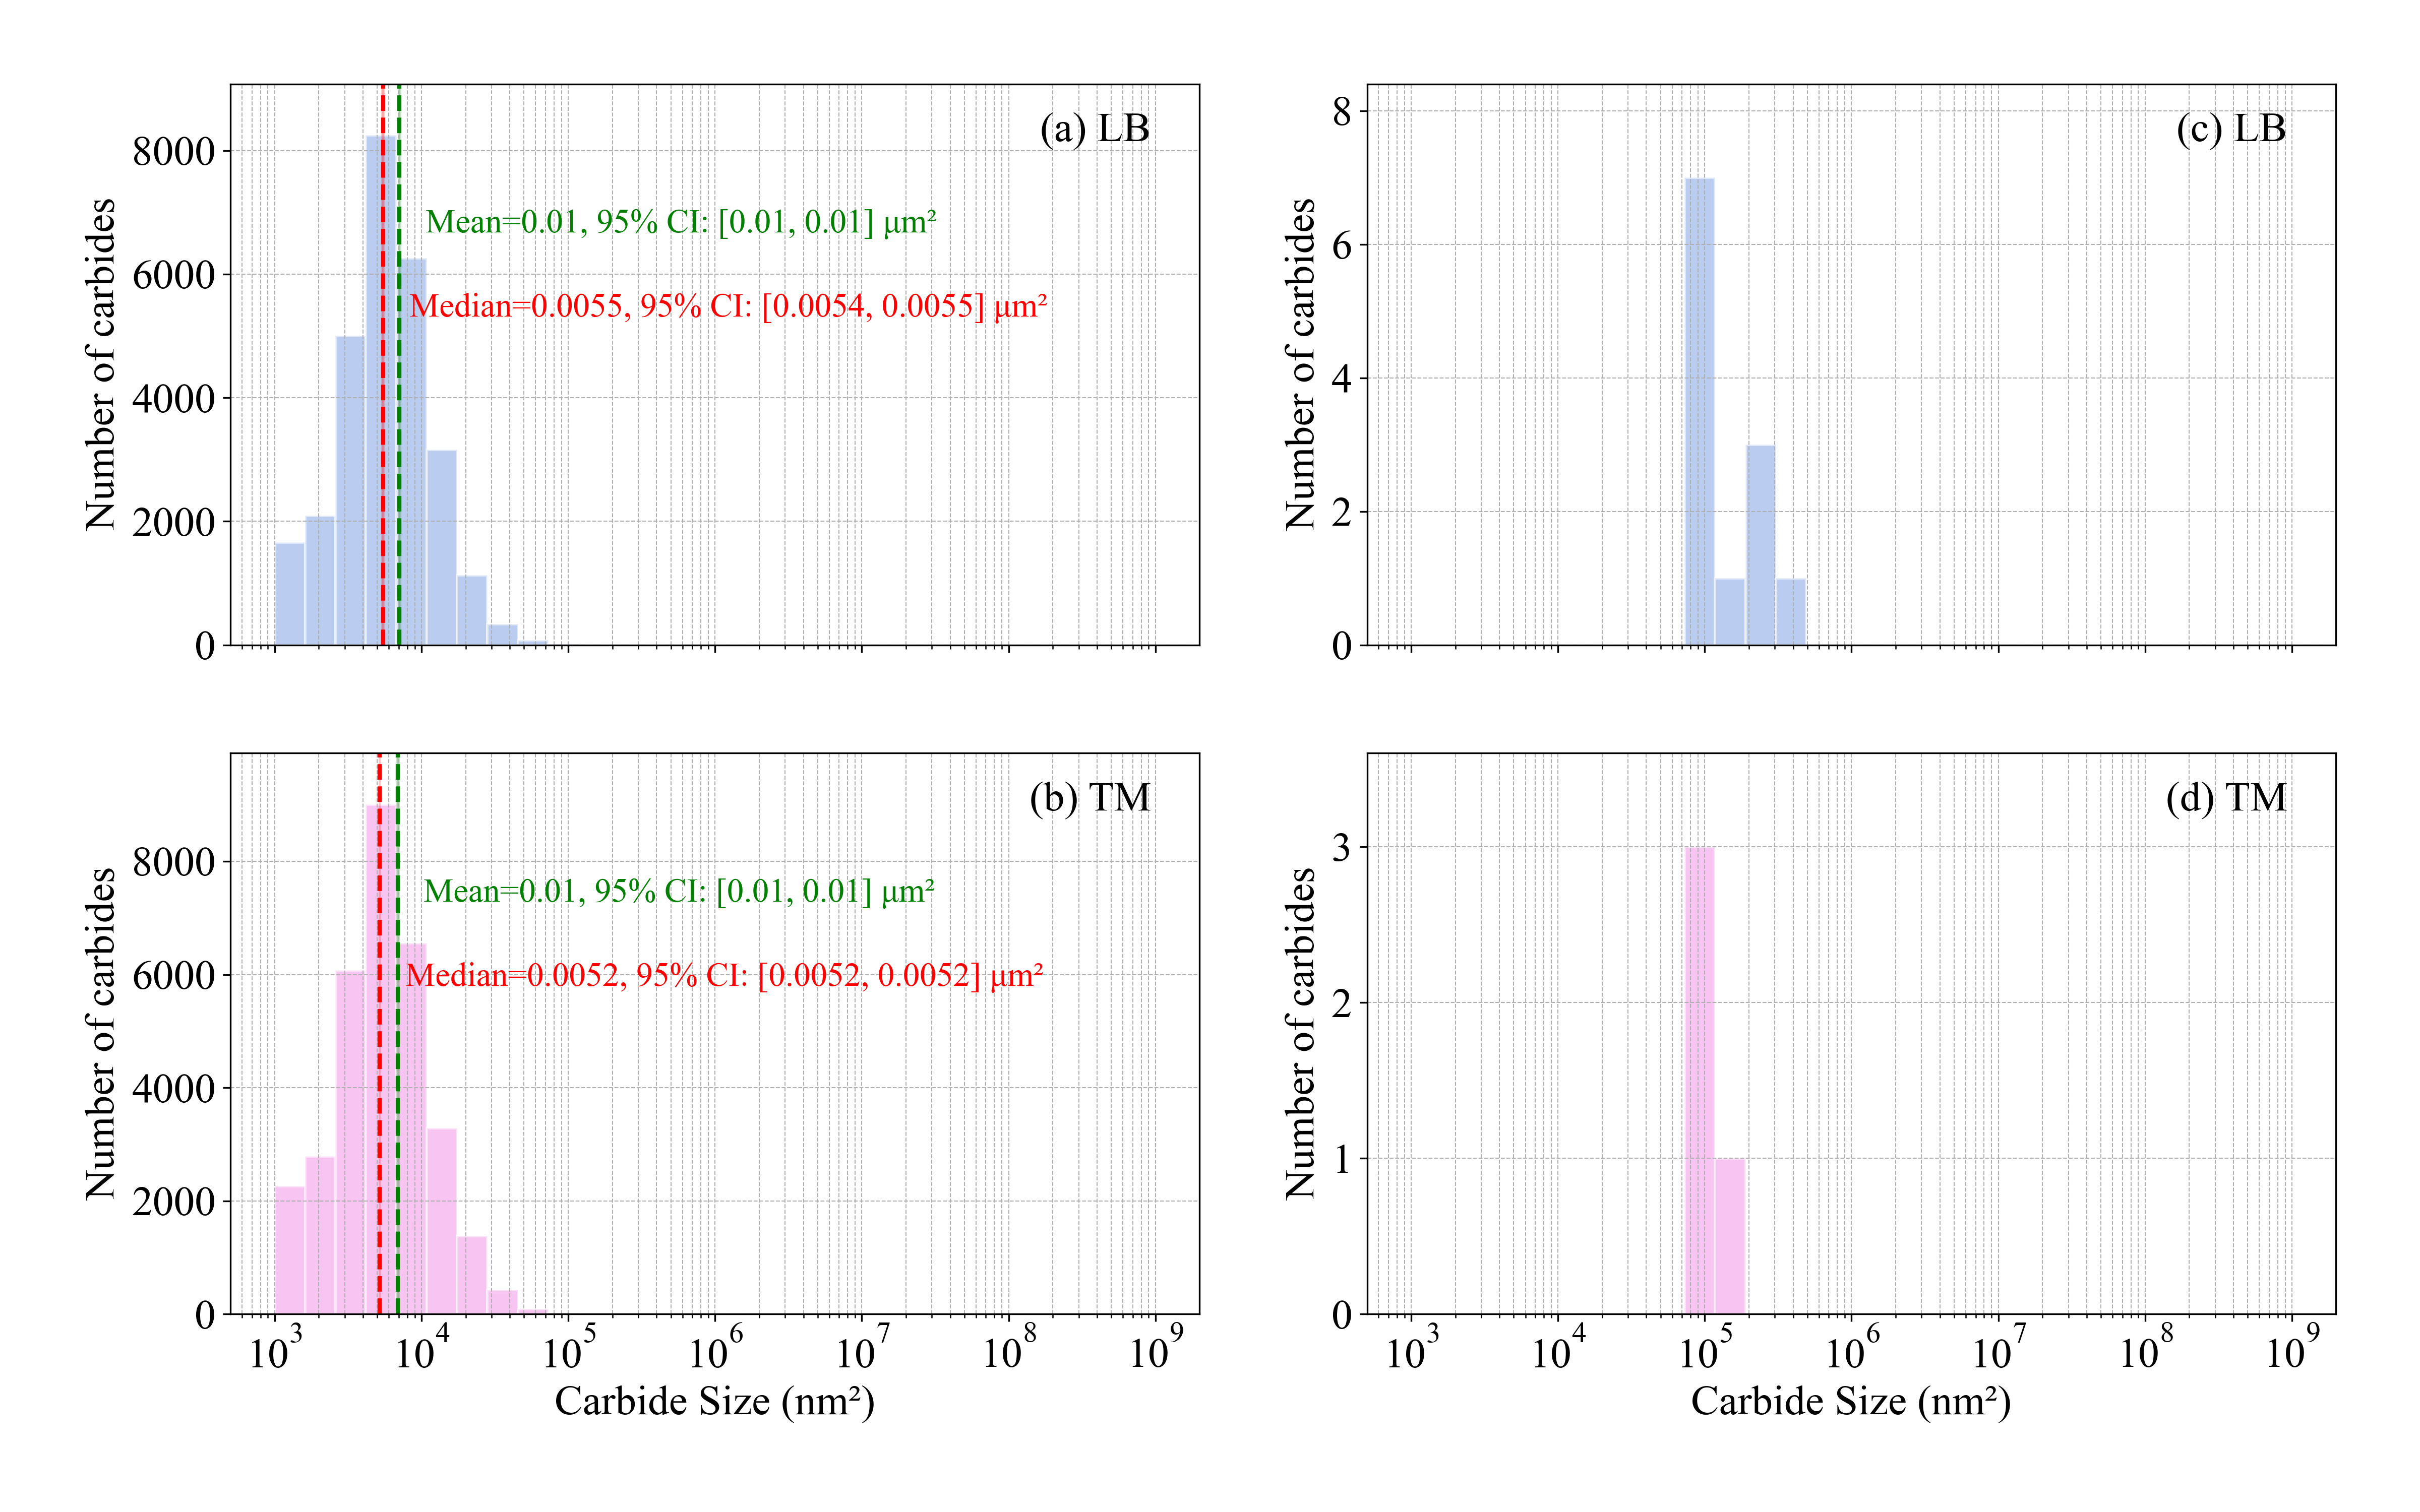 (a) LB
Number of carbides
8000
6000
4000
2000
0
Mean=0.01, 95% CI: [0.01, 0.01] μm²
Median=0.0055, 95% CI: [0.0054, 0.0055] μm²
(c) LB
Number of carbides
8
6
4
2
0
(b) TM
Number of carbides
8000
6000
4000
2000
0
Mean=0.01, 95% CI: [0.01, 0.01] μm²
Median=0.0052, 95% CI: [0.0052, 0.0052] μm²
10³ 10⁴ 10⁵ 10⁶ 10⁷ 10⁸ 10⁹
Carbide Size (nm²)
(d) TM
Number of carbides
3
2
1
0
10³ 10⁴ 10⁵ 10⁶ 10⁷ 10⁸ 10⁹
Carbide Size (nm²)